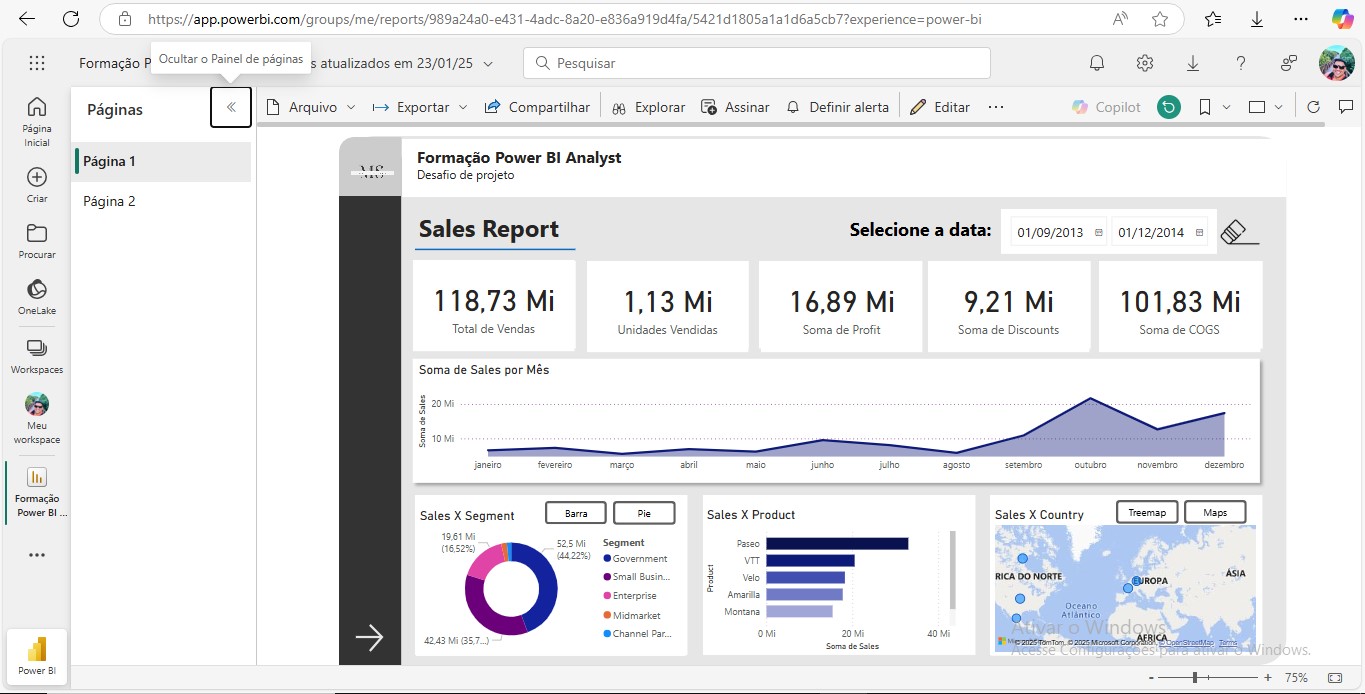 https://app.powerbi.com/groups/me/reports/989a24a0-e431-4adc-8a20-e836a919d4fa/5421d1805a1a1d6a5cb7?experience=power-bi
Ocultar o Painel de páginas
Formação P
s atualizados em 23/01/25
Pesquisar
Página Inicial
Criar
Procurar
OneLake
Workspaces
Meu workspace
Formação Power BI ...
Power BI
Páginas
Página 1
Página 2
Arquivo
Exportar
Compartilhar
Explorar
Assinar
Definir alerta
Editar
Copilot
MS
Formação Power BI Analyst
Desafio de projeto
Sales Report
Selecione a data:
01/09/2013
01/12/2014
118,73 Mi
Total de Vendas
1,13 Mi
Unidades Vendidas
16,89 Mi
Soma de Profit
9,21 Mi
Soma de Discounts
101,83 Mi
Soma de COGS
Soma de Sales por Mês
Soma de Sales
20 Mi
10 Mi
janeiro fevereiro março abril maio junho julho agosto setembro outubro novembro dezembro
Sales X Segment
Barra
Pie
19,61 Mi
(16,52%)
52,5 Mi
(44,22%)
42,43 Mi (35,7...)
Segment
Government
Small Busin...
Enterprise
Midmarket
Channel Par...
Sales X Product
Product
Paseo
VTT
Velo
Amarilla
Montana
0 Mi 20 Mi 40 Mi
Soma de Sales
Sales X Country
Treemap
Maps
RICA DO NORTE
EUROPA
ÁSIA
Oceano
Atlântico
ÁFRICA
© 2025 TomTom, © 2025 Microsoft Corporation, © OpenStreetMap Terms
Ativar o Windows
Acesse Configurações para ativar o Windows.
75%